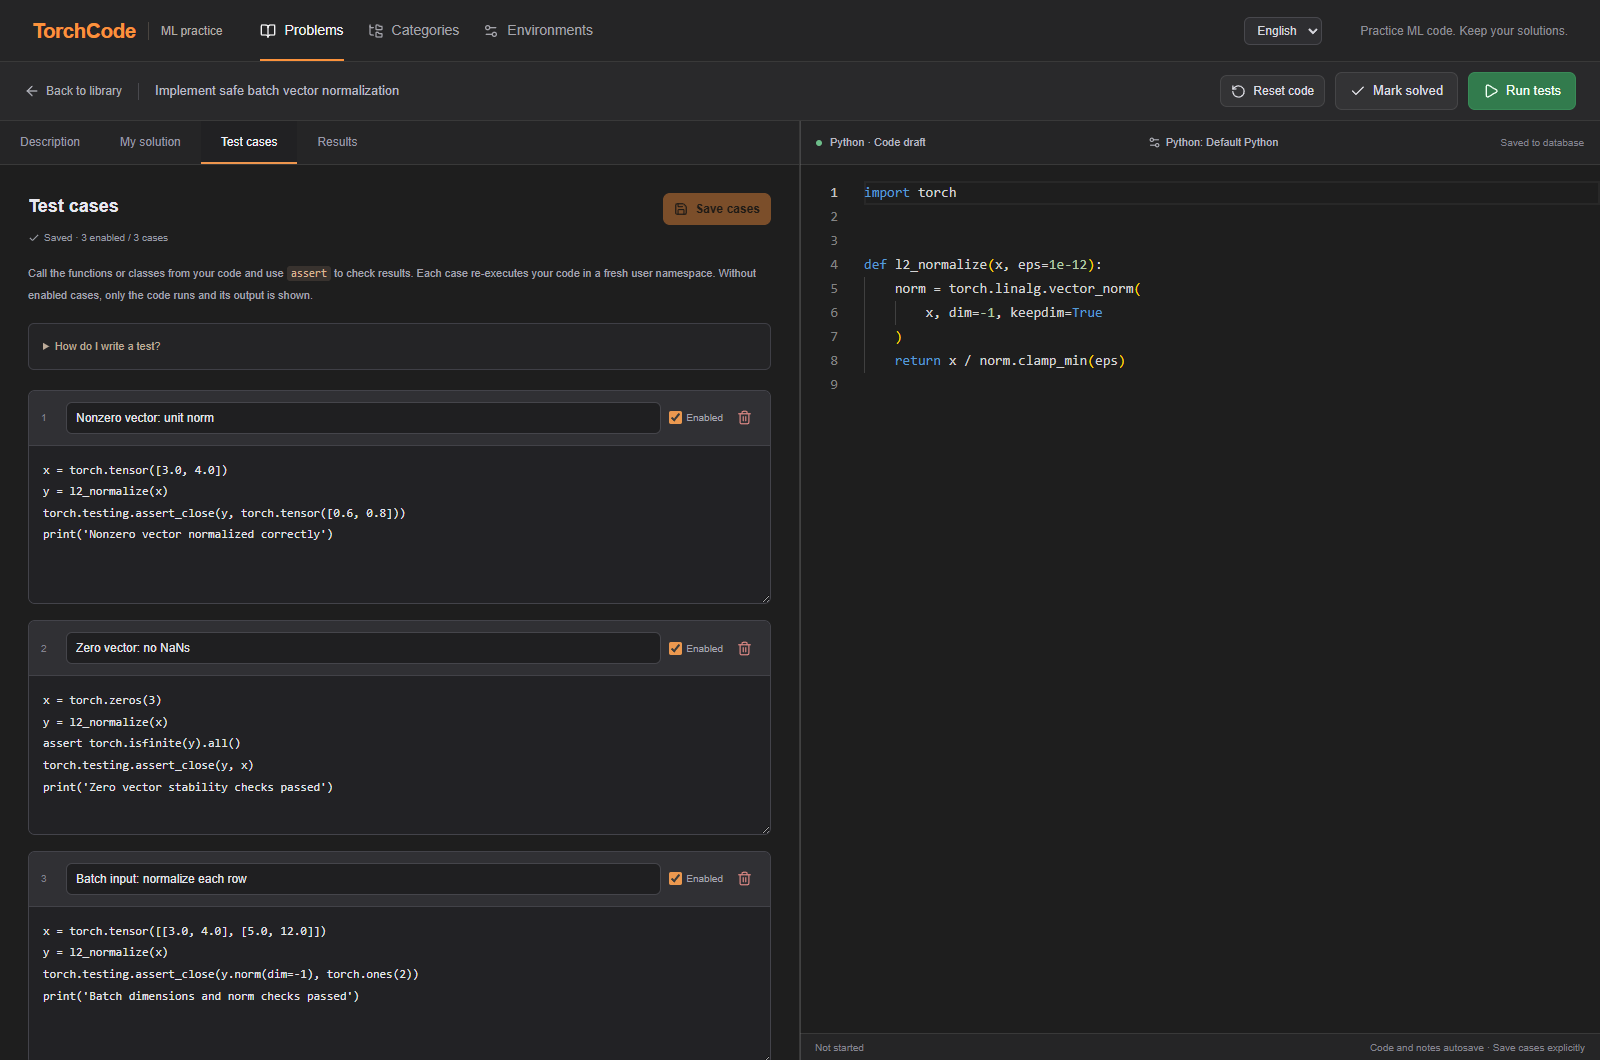 TorchCode
ML practice
Problems
Categories
Environments
English
Practice ML code. Keep your solutions.
Back to library
Implement safe batch vector normalization
Reset code
Mark solved
Run tests
Description
My solution
Test cases
Results
Test cases
Save cases
Saved · 3 enabled / 3 cases
Call the functions or classes from your code and use assert to check results. Each case re-executes your code in a fresh user namespace. Without
enabled cases, only the code runs and its output is shown.
How do I write a test?
1
Nonzero vector: unit norm
Enabled
x = torch.tensor([3.0, 4.0])
y = l2_normalize(x)
torch.testing.assert_close(y, torch.tensor([0.6, 0.8]))
print('Nonzero vector normalized correctly')
2
Zero vector: no NaNs
Enabled
x = torch.zeros(3)
y = l2_normalize(x)
assert torch.isfinite(y).all()
torch.testing.assert_close(y, x)
print('Zero vector stability checks passed')
3
Batch input: normalize each row
Enabled
x = torch.tensor([[3.0, 4.0], [5.0, 12.0]])
y = l2_normalize(x)
torch.testing.assert_close(y.norm(dim=-1), torch.ones(2))
print('Batch dimensions and norm checks passed')
Python · Code draft
Python: Default Python
Saved to database
1 import torch
2
3
4 def l2_normalize(x, eps=1e-12):
5 norm = torch.linalg.vector_norm(
6 x, dim=-1, keepdim=True
7 )
8 return x / norm.clamp_min(eps)
9
Not started
Code and notes autosave · Save cases explicitly